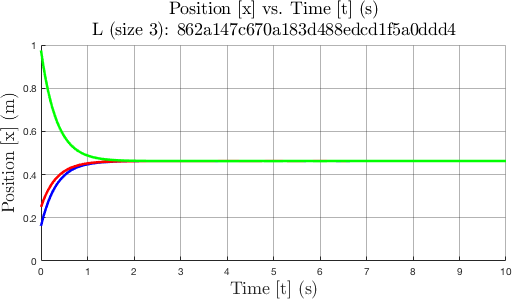 Position [x] vs. Time [t] (s)
L (size 3): 862a147c670a183d488edcd1f5a0ddd4
Position [x] (m)
1
0.8
0.6
0.4
0.2
0
0 1 2 3 4 5 6 7 8 9 10
Time [t] (s)